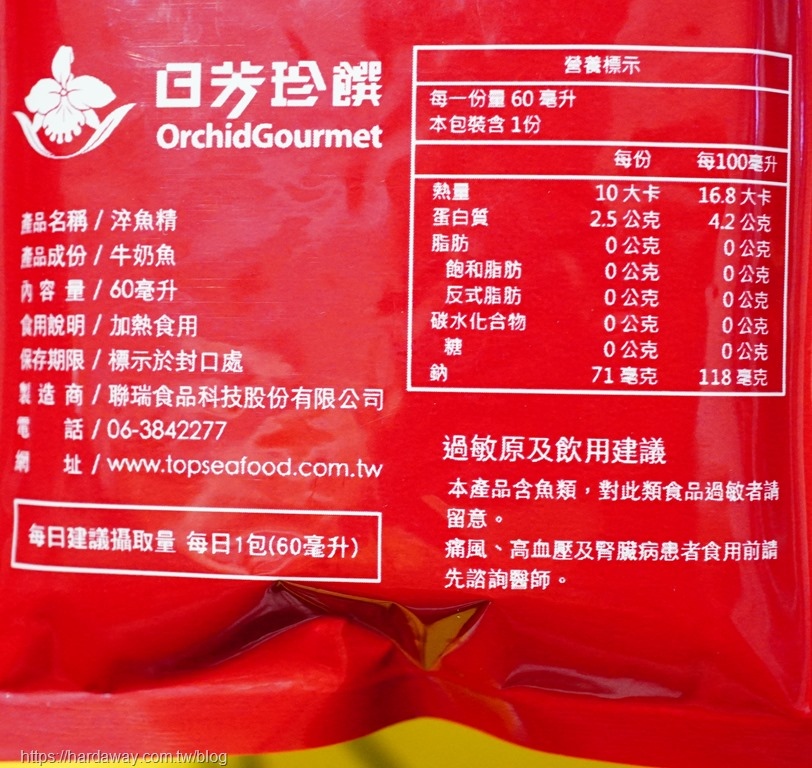 日芳珍饌
OrchidGourmet
產品名稱 / 淬魚精
產品成份 / 牛奶魚
內容量 / 60毫升
食用說明 / 加熱食用
保存期限 / 標示於封口處
製造商 / 聯瑞食品科技股份有限公司
電話 / 06-3842277
網址 / www.topseafood.com.tw
每日建議攝取量 每日1包(60毫升)
營養標示
每一份量 60 毫升
本包裝含 1份
每份 每100毫升
熱量 10 大卡 16.8 大卡
蛋白質 2.5 公克 4.2 公克
脂肪 0 公克 0 公克
飽和脂肪 0 公克 0 公克
反式脂肪 0 公克 0 公克
碳水化合物 0 公克 0 公克
糖 0 公克 0 公克
鈉 71 毫克 118 毫克
過敏原及飲用建議
本產品含魚類，對此類食品過敏者請
留意。
痛風、高血壓及腎臟病患者食用前請
先諮詢醫師。
https://hardaway.com.tw/blog